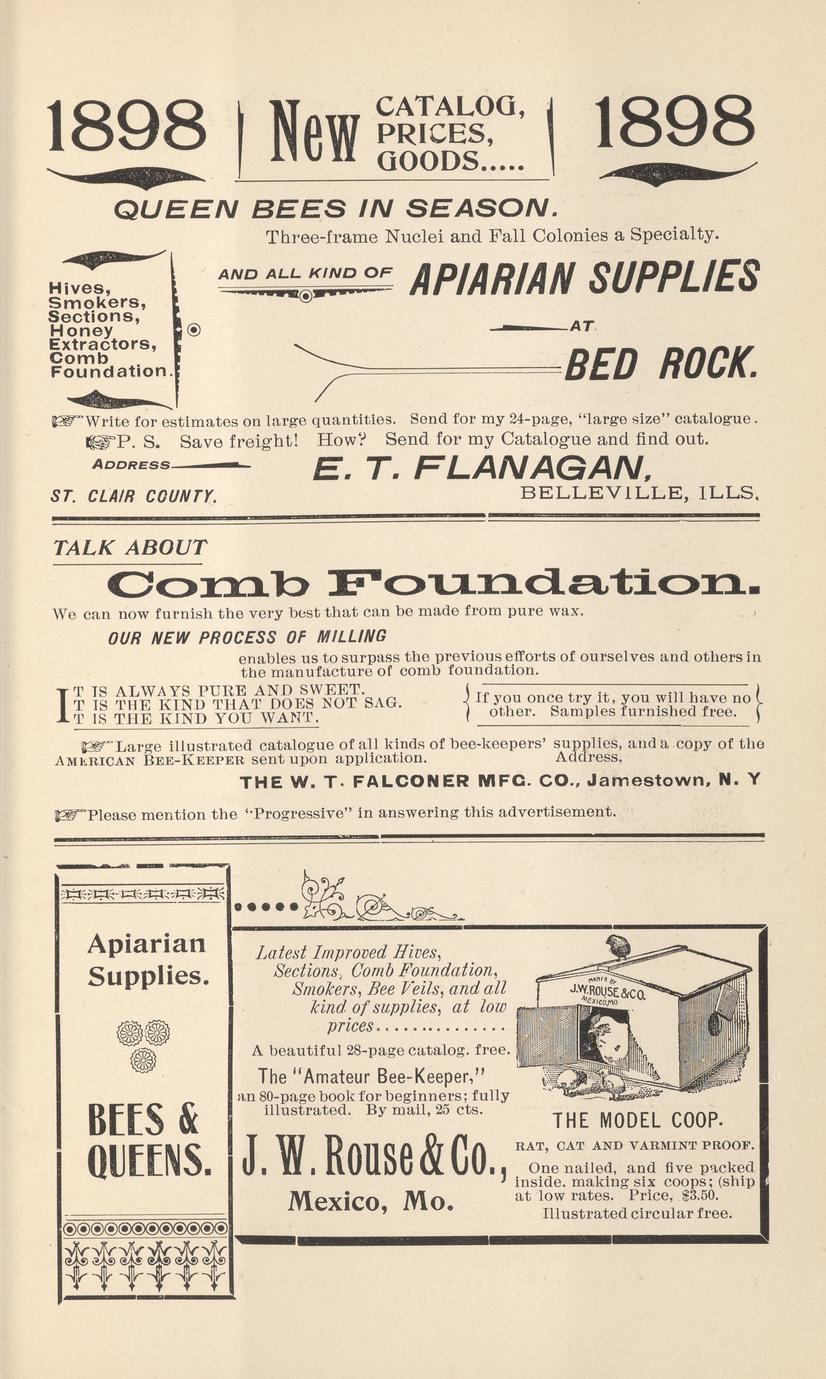 1898 New CATALOG, PRICES, GOODS..... 1898
QUEEN BEES IN SEASON.
Three-frame Nuclei and Fall Colonies a Specialty.
Hives,
Smokers,
Sections,
Honey
Extractors,
Comb
Foundation.
AND ALL KIND OF APIARIAN SUPPLIES
AT
BED ROCK.
Write for estimates on large quantities. Send for my 24-page, "large size" catalogue.
P. S. Save freight! How? Send for my Catalogue and find out.
ADDRESS E. T. FLANAGAN,
ST. CLAIR COUNTY. BELLEVILLE, ILLS,
TALK ABOUT
Comb Foundation.
We can now furnish the very best that can be made from pure wax.
OUR NEW PROCESS OF MILLING
enables us to surpass the previous efforts of ourselves and others in
the manufacture of comb foundation.
IT IS ALWAYS PURE AND SWEET.
IT IS THE KIND THAT DOES NOT SAG.
IT IS THE KIND YOU WANT.
If you once try it, you will have no
other. Samples furnished free.
Large illustrated catalogue of all kinds of bee-keepers' supplies, and a copy of the
AMERICAN BEE-KEEPER sent upon application. Address,
THE W. T. FALCONER MFG. CO., Jamestown, N. Y
Please mention the "Progressive" in answering this advertisement.
Apiarian
Supplies.
BEES &
QUEENS.
Latest Improved Hives,
Sections, Comb Foundation,
Smokers, Bee Veils, and all
kind of supplies, at low
prices..............
A beautiful 28-page catalog. free.
The "Amateur Bee-Keeper,"
an 80-page book for beginners; fully
illustrated. By mail, 25 cts.
J. W. Rouse & Co.,
Mexico, Mo.
MANF'R BY
J.W. ROUSE & CO.
MEXICO, MO
THE MODEL COOP.
RAT, CAT AND VARMINT PROOF.
One nailed, and five packed
inside. making six coops; (ship
at low rates. Price, $3.50.
Illustrated circular free.